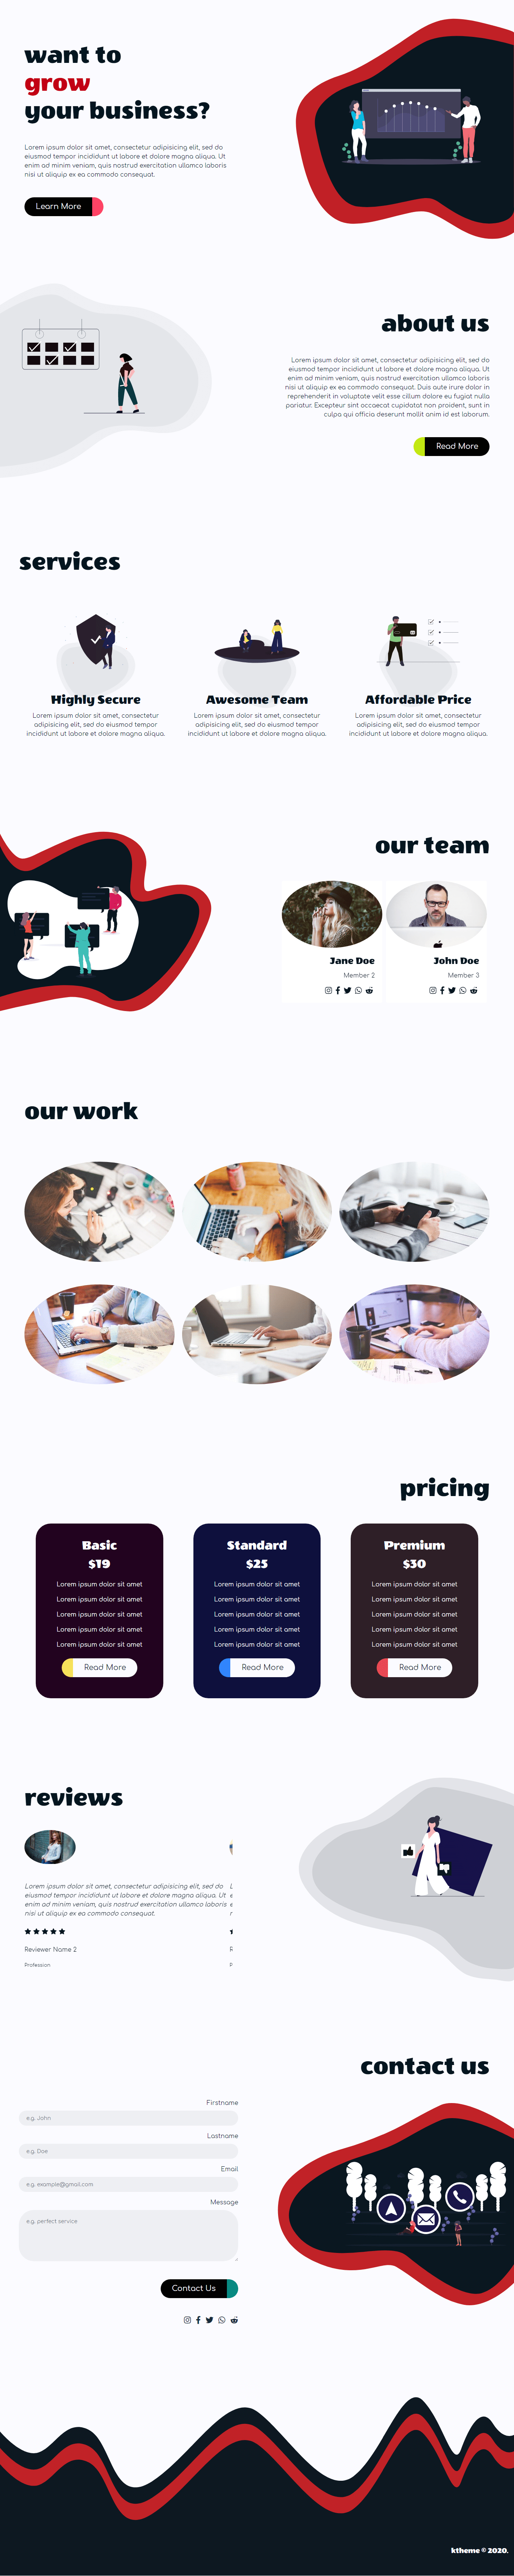 want to
grow
your business?
Lorem ipsum dolor sit amet, consectetur adipisicing elit, sed do
eiusmod tempor incididunt ut labore et dolore magna aliqua. Ut
enim ad minim veniam, quis nostrud exercitation ullamco laboris
nisi ut aliquip ex ea commodo consequat.
Learn More
about us
Lorem ipsum dolor sit amet, consectetur adipisicing elit, sed do
eiusmod tempor incididunt ut labore et dolore magna aliqua. Ut
enim ad minim veniam, quis nostrud exercitation ullamco laboris
nisi ut aliquip ex ea commodo consequat. Duis aute irure dolor in
reprehenderit in voluptate velit esse cillum dolore eu fugiat nulla
pariatur. Excepteur sint occaecat cupidatat non proident, sunt in
culpa qui officia deserunt mollit anim id est laborum.
Read More
services
Highly Secure
Lorem ipsum dolor sit amet, consectetur
adipisicing elit, sed do eiusmod tempor
incididunt ut labore et dolore magna aliqua.
Awesome Team
Lorem ipsum dolor sit amet, consectetur
adipisicing elit, sed do eiusmod tempor
incididunt ut labore et dolore magna aliqua.
Affordable Price
Lorem ipsum dolor sit amet, consectetur
adipisicing elit, sed do eiusmod tempor
incididunt ut labore et dolore magna aliqua.
our team
Jane Doe
Member 2
John Doe
Member 3
our work
pricing
Basic
$19
Lorem ipsum dolor sit amet
Lorem ipsum dolor sit amet
Lorem ipsum dolor sit amet
Lorem ipsum dolor sit amet
Lorem ipsum dolor sit amet
Read More
Standard
$25
Lorem ipsum dolor sit amet
Lorem ipsum dolor sit amet
Lorem ipsum dolor sit amet
Lorem ipsum dolor sit amet
Lorem ipsum dolor sit amet
Read More
Premium
$30
Lorem ipsum dolor sit amet
Lorem ipsum dolor sit amet
Lorem ipsum dolor sit amet
Lorem ipsum dolor sit amet
Lorem ipsum dolor sit amet
Read More
reviews
Lorem ipsum dolor sit amet, consectetur adipisicing elit, sed do
eiusmod tempor incididunt ut labore et dolore magna aliqua. Ut
enim ad minim veniam, quis nostrud exercitation ullamco laboris
nisi ut aliquip ex ea commodo consequat.
Reviewer Name 2
Profession
contact us
Firstname
e.g. John
Lastname
e.g. Doe
Email
e.g. example@gmail.com
Message
e.g. perfect service
Contact Us
ktheme © 2020.